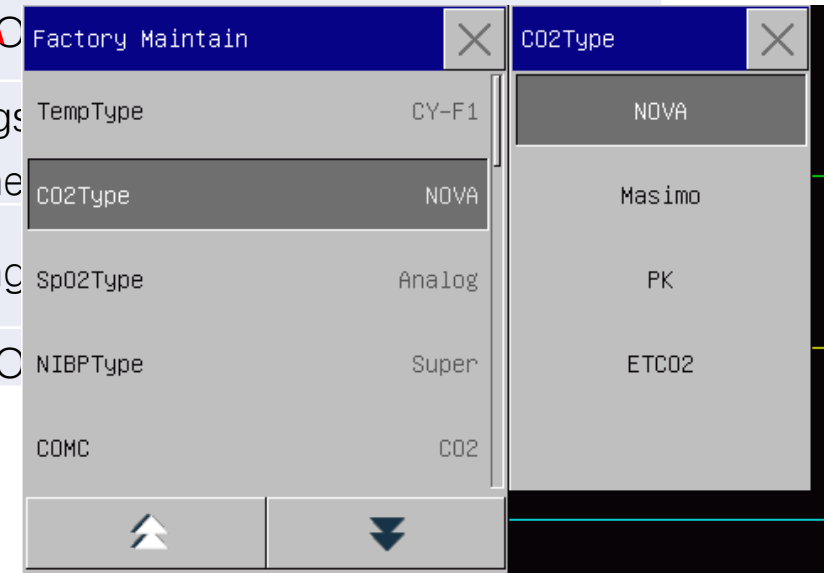 Factory Maintain
TempType CY-F1
CO2Type NOVA
SpO2Type Analog
NIBPType Super
COMC CO2
CO2Type
NOVA
Masimo
PK
ETCO2